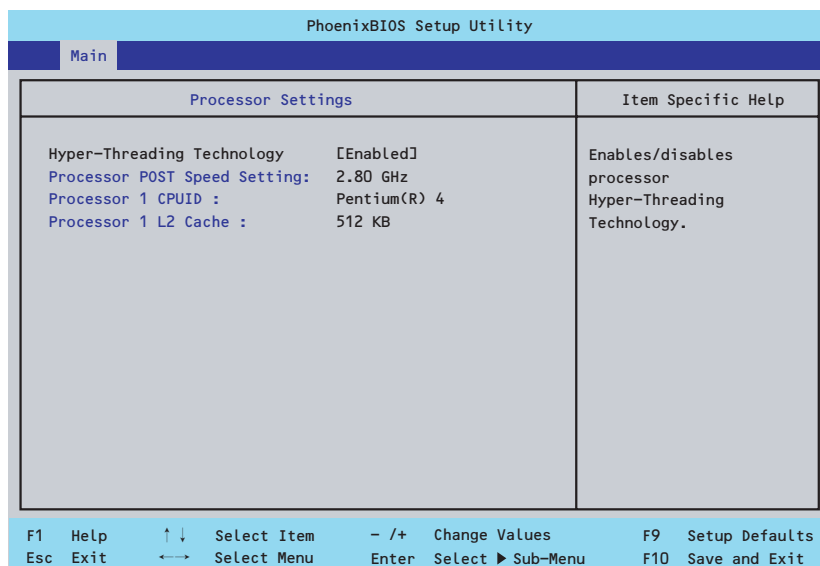 PhoenixBIOS Setup Utility
Main
Processor Settings
Item Specific Help
Hyper-Threading Technology [Enabled]
Processor POST Speed Setting: 2.80 GHz
Processor 1 CPUID : Pentium(R) 4
Processor 1 L2 Cache : 512 KB
Enables/disables
processor
Hyper-Threading
Technology.
F1 Help ↑↓ Select Item - /+ Change Values F9 Setup Defaults
Esc Exit ←→ Select Menu Enter Select ▶ Sub-Menu F10 Save and Exit